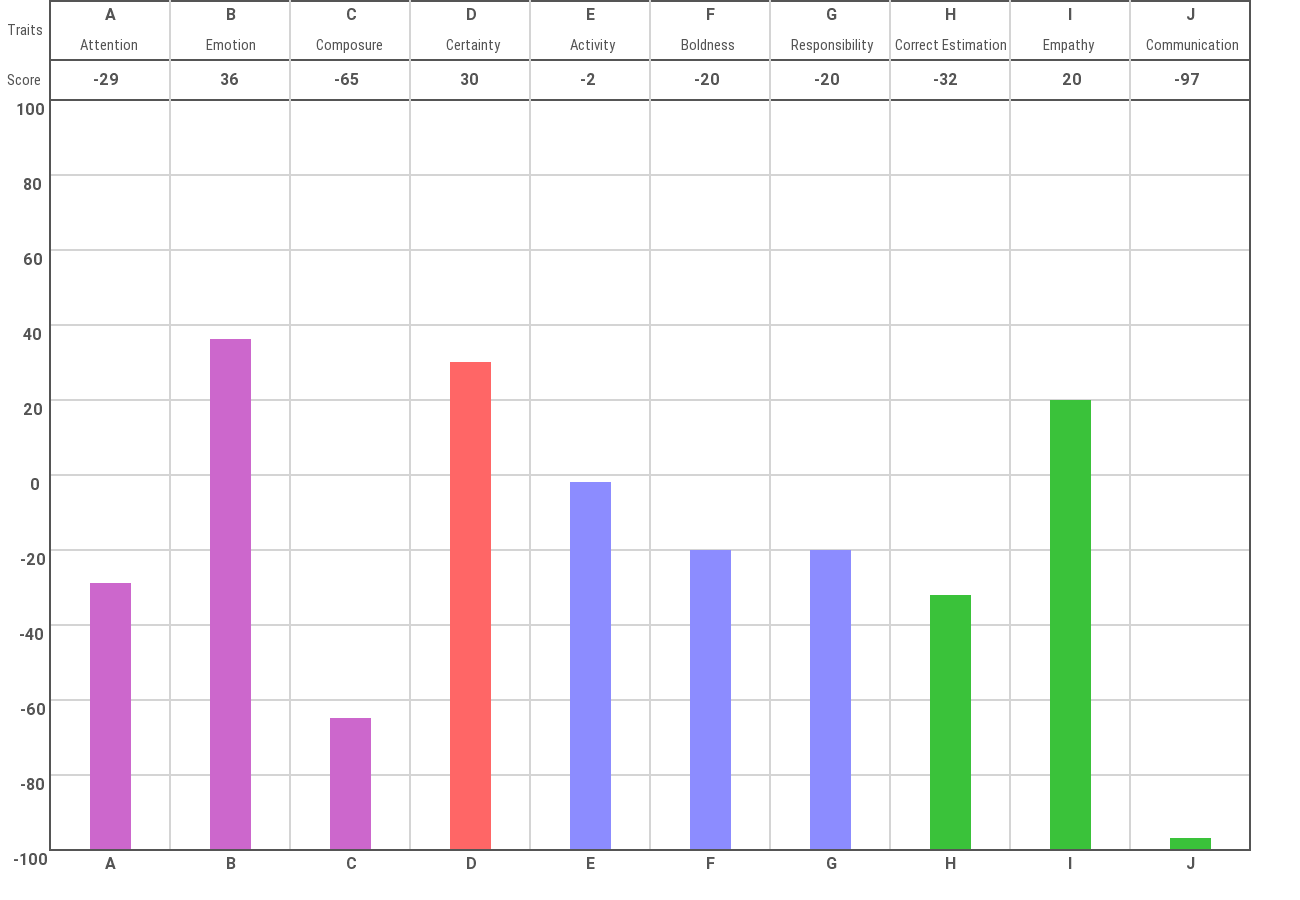 A B C D E F G H I J
Traits
Attention Emotion Composure Certainty Activity Boldness Responsibility Correct Estimation Empathy Communication
Score -29 36 -65 30 -2 -20 -20 -32 20 -97
100
80
60
40
20
0
-20
-40
-60
-80
-100
A B C D E F G H I J